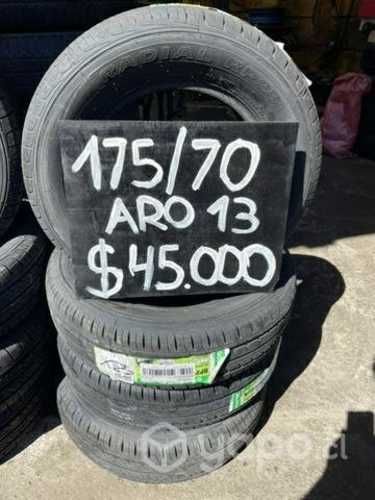 RADIAL
175/70
ARO 13
$45.000
yapo.cl